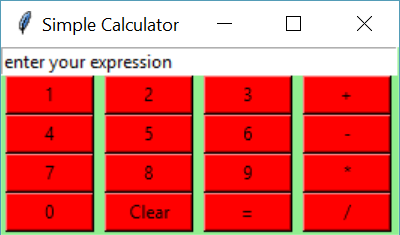 Simple Calculator
enter your expression
1 2 3 +
4 5 6 -
7 8 9 *
0 Clear = /